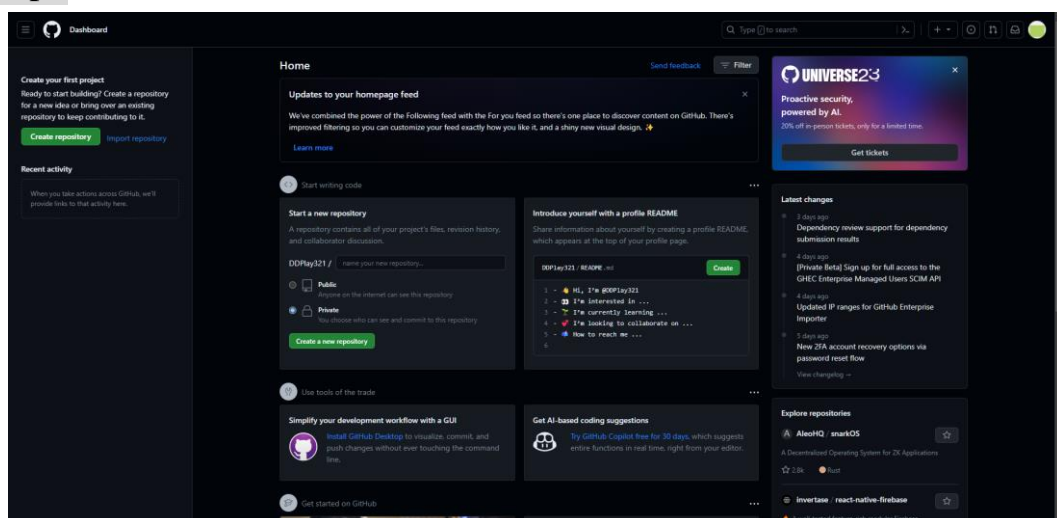 Dashboard
Type / to search
Create your first project
Ready to start building? Create a repository
for a new idea or bring over an existing
repository to keep contributing to it.
Create repository
Import repository
Recent activity
When you take actions across GitHub, we'll
provide links to that activity here.
Home
Send feedback
Filter
Updates to your homepage feed
We've combined the power of the Following feed with the For you feed so there's one place to discover content on GitHub. There's
improved filtering so you can customize your feed exactly how you like it, and a shiny new visual design. ✨
Learn more
Start writing code
Start a new repository
A repository contains all of your project's files, revision history,
and collaborator discussion.
DDPlay321 /
name your new repository...
Public
Anyone on the internet can see this repository
Private
You choose who can see and commit to this repository
Create a new repository
Introduce yourself with a profile README
Share information about yourself by creating a profile README,
which appears at the top of your profile page.
DDPlay321 / README.md
Create
1 - 👋 Hi, I'm @DDPlay321
2 - 👀 I'm interested in ...
3 - 🌱 I'm currently learning ...
4 - 💞️ I'm looking to collaborate on ...
5 - 📫 How to reach me ...
6
Use tools of the trade
Simplify your development workflow with a GUI
Install GitHub Desktop to visualize, commit, and
push changes without ever touching the command
line.
Get AI-based coding suggestions
Try GitHub Copilot free for 30 days, which suggests
entire functions in real time, right from your editor.
Get started on GitHub
UNIVERSE23
Proactive security,
powered by AI.
20% off in-person tickets, only for a limited time.
Get tickets
Latest changes
3 days ago
Dependency review support for dependency
submission results
4 days ago
[Private Beta] Sign up for full access to the
GHEC Enterprise Managed Users SCIM API
4 days ago
Updated IP ranges for GitHub Enterprise
Importer
5 days ago
New 2FA account recovery options via
password reset flow
View changelog →
Explore repositories
AleoHQ / snarkOS
A Decentralized Operating System for ZK Applications
2.8k
Rust
invertase / react-native-firebase